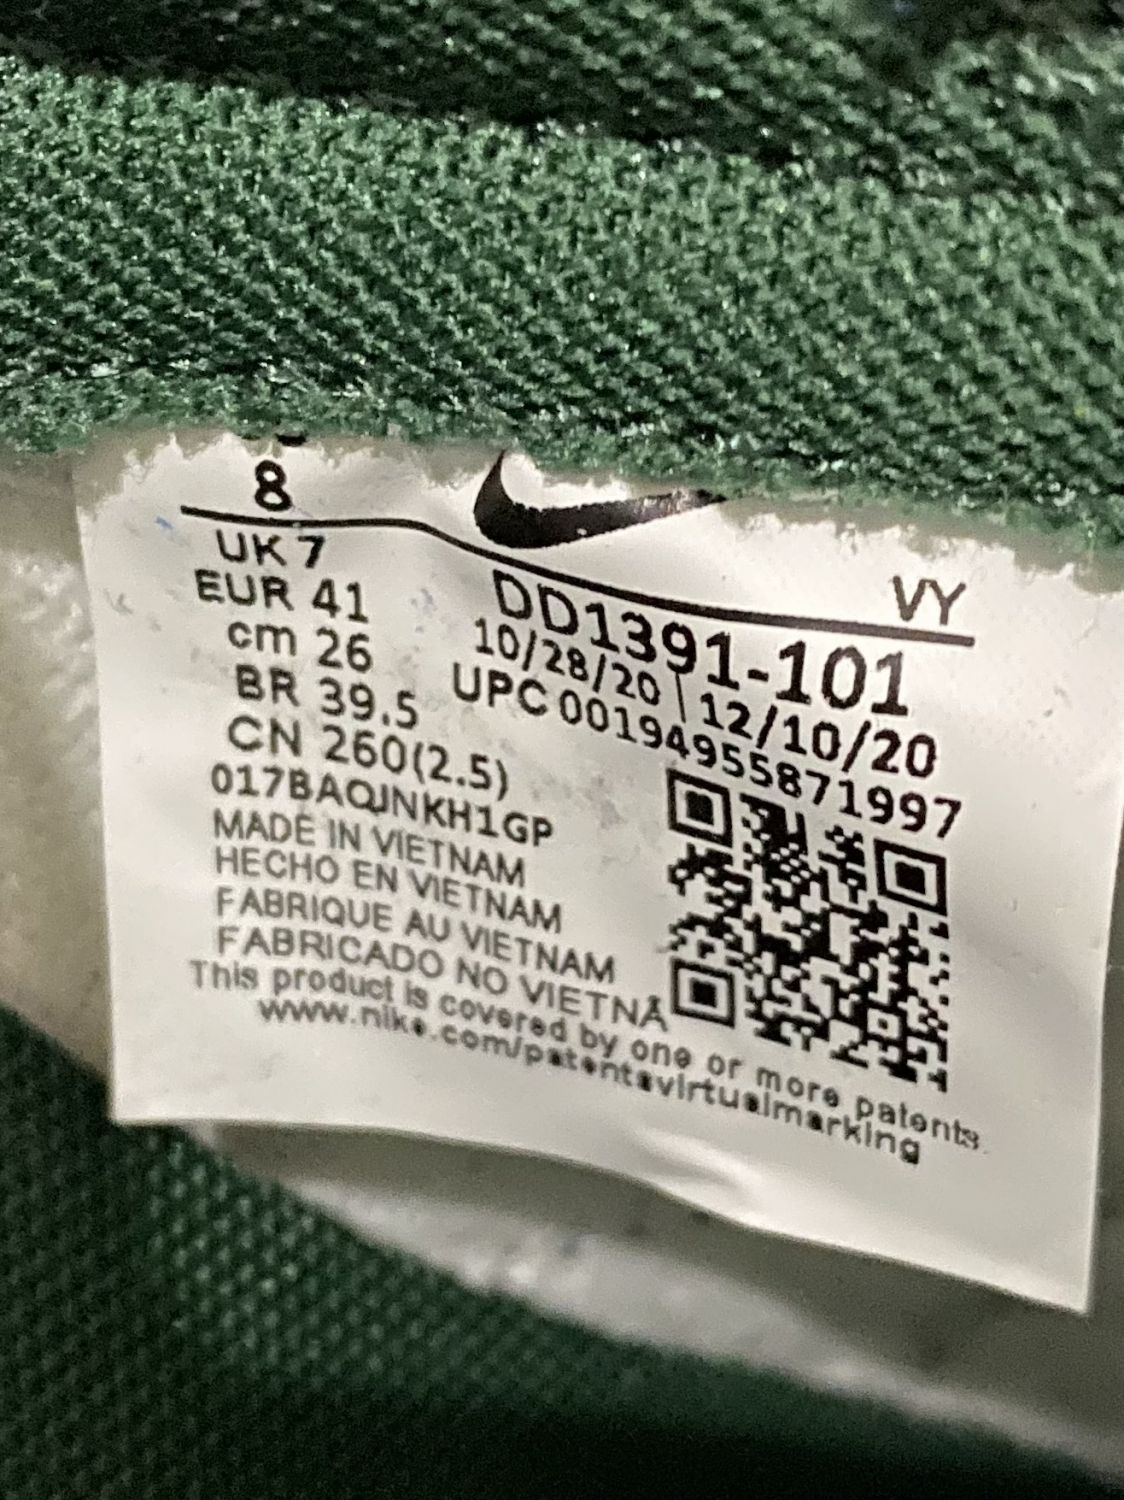 8
UK 7
EUR 41
cm 26
BR 39.5
CN 260(2.5)
017BAQJNKH1GP
VY
DD1391-101
10/28/20 | 12/10/20
UPC 00194955871997
MADE IN VIETNAM
HECHO EN VIETNAM
FABRIQUE AU VIETNAM
FABRICADO NO VIETNÃ
This product is covered by one or more patents.
www.nike.com/patentsvirtualmarking